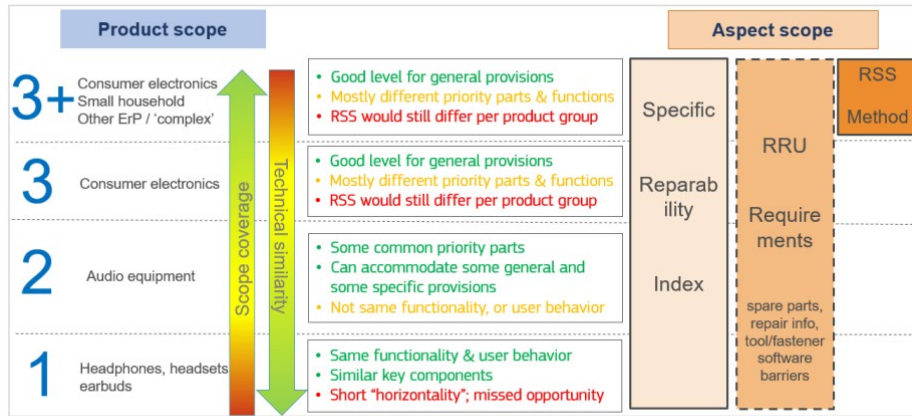 Product scope
Aspect scope
3+
Consumer electronics
Small household
Other ErP / ‘complex’
• Good level for general provisions
• Mostly different priority parts & functions
• RSS would still differ per product group
3
Consumer electronics
• Good level for general provisions
• Mostly different priority parts & functions
• RSS would still differ per product group
2
Audio equipment
• Some common priority parts
• Can accommodate some general and
some specific provisions
• Not same functionality, or user behavior
1
Headphones, headsets
earbuds
• Same functionality & user behavior
• Similar key components
• Short “horizontality”; missed opportunity
Scope coverage
Technical similarity
Specific
Reparab
ility
Index
RRU
Require
ments
spare parts,
repair info,
tool/fastener
software
barriers
RSS
Method